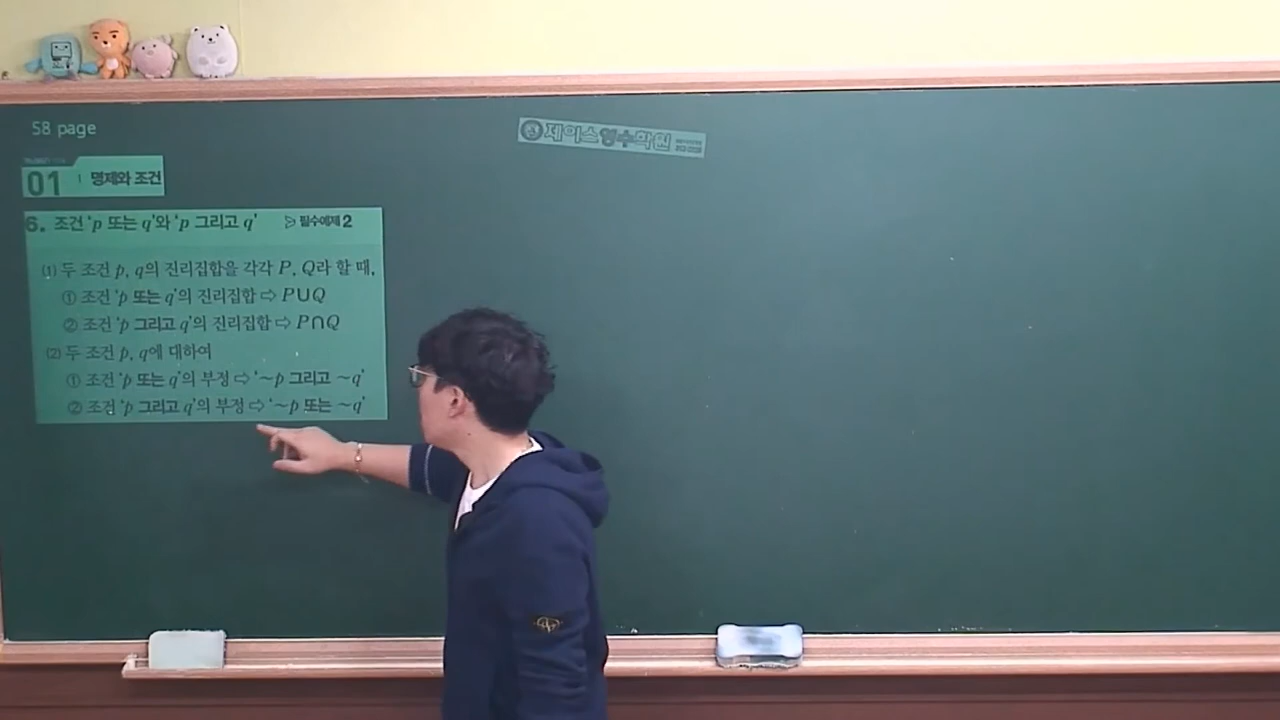 58 page
제이스영수학원
01 명제와 조건
6. 조건 'p 또는 q'와 'p 그리고 q' 필수예제 2
(1) 두 조건 p, q의 진리집합을 각각 P, Q라 할 때,
① 조건 'p 또는 q'의 진리집합 ⇨ P∪Q
② 조건 'p 그리고 q'의 진리집합 ⇨ P∩Q
(2) 두 조건 p, q에 대하여
① 조건 'p 또는 q'의 부정 ⇨ '~p 그리고 ~q'
② 조건 'p 그리고 q'의 부정 ⇨ '~p 또는 ~q'